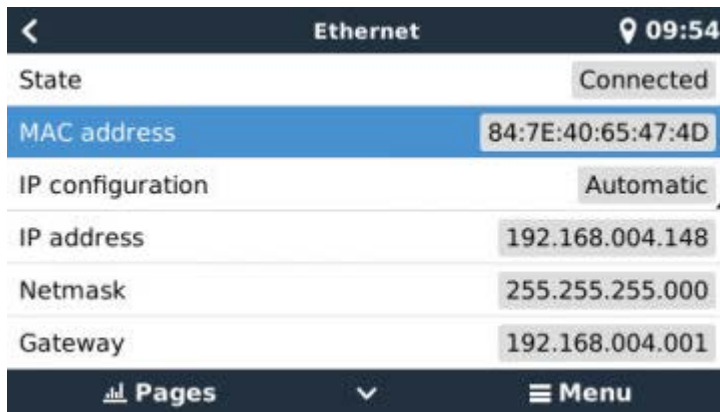 Ethernet 09:54
State Connected
MAC address 84:7E:40:65:47:4D
IP configuration Automatic
IP address 192.168.004.148
Netmask 255.255.255.000
Gateway 192.168.004.001
Pages Menu